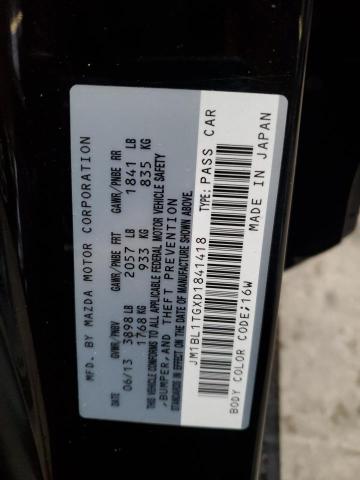 MFD. BY MAZDA MOTOR CORPORATION
GVWR/PNBV GAWR/PNBE FRT GAWR/PNBE RR
06/13 3898 LB 2057 LB 1841 LB
1768 KG 933 KG 835 KG
THIS VEHICLE CONFORMS TO ALL
APPLICABLE FEDERAL MOTOR VEHICLE SAFETY
,BUMPER,AND THEFT PREVENTION
STANDARDS IN EFFECT ON THE DATE OF MANUFACTURE SHOWN ABOVE.
JM1BL1TGXD1841418 TYPE: PASS CAR
BODY COLOR CODE;16W MADE IN JAPAN